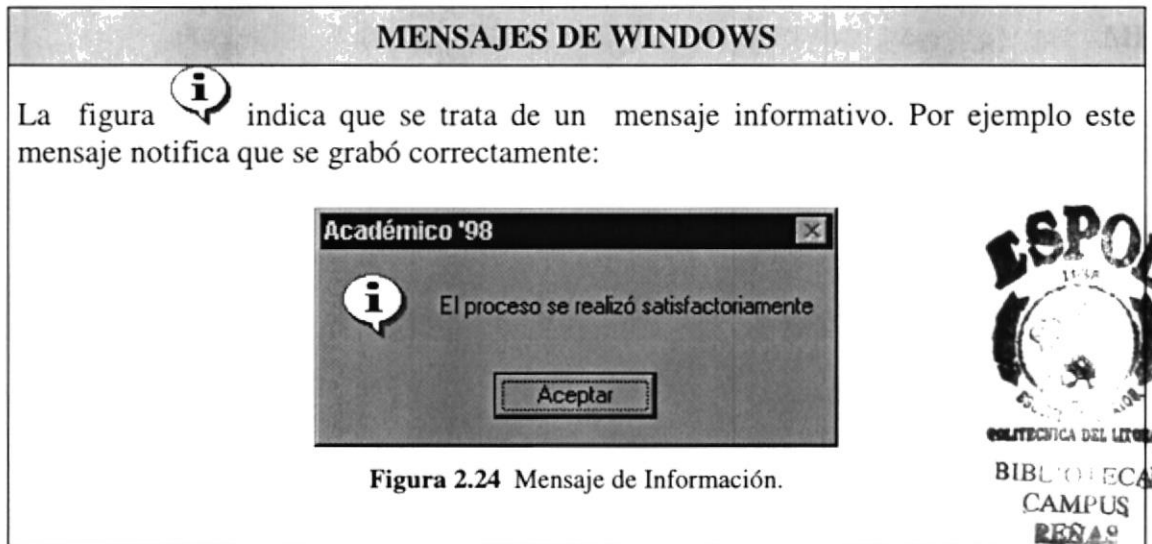 MENSAJES DE WINDOWS
La figura indica que se trata de un mensaje informativo. Por ejemplo este
mensaje notifica que se grabó correctamente:
Académico '98
i
El proceso se realizó satisfactoriamente
Aceptar
Figura 2.24 Mensaje de Información.
ESPOL
POLITECNICA DEL LITORAL
BIBLIOTECA
CAMPUS
PEÑAS